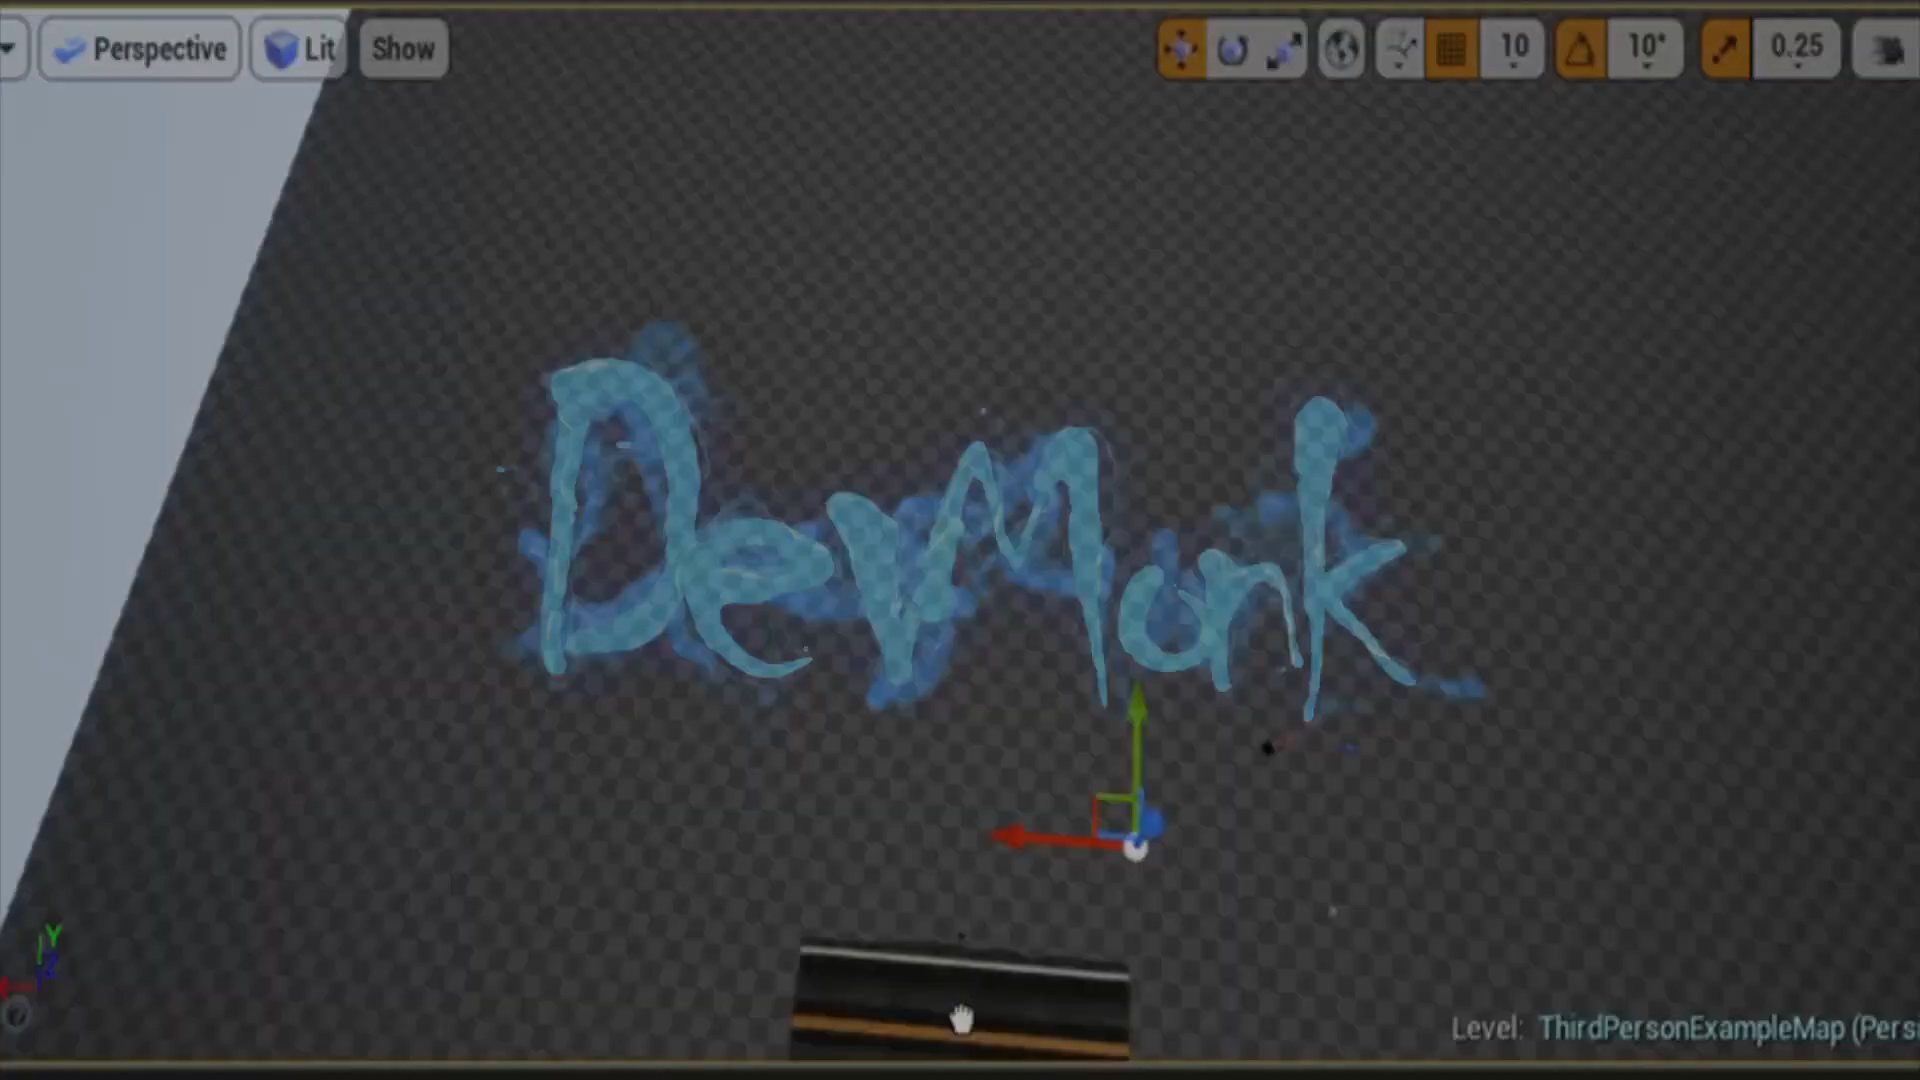 Perspective Lit Show 10 10° 0.25
DevMonk
Y
Z
Level: ThirdPersonExampleMap (Pers